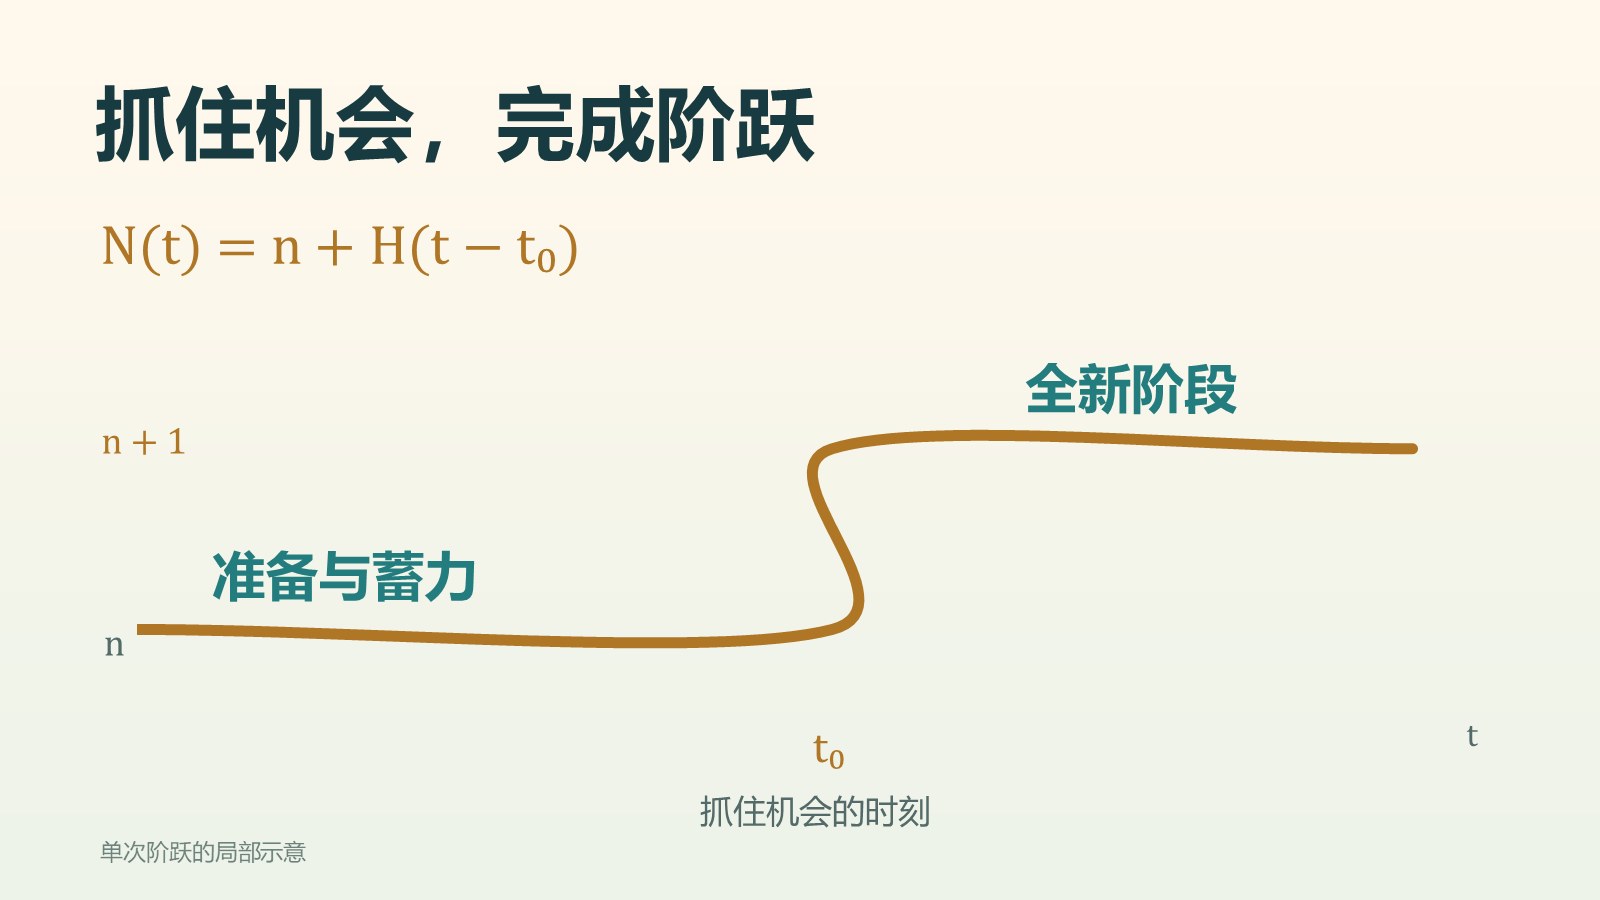 抓住机会，完成阶跃
N(t) = n + H(t − t₀)
全新阶段
n + 1
准备与蓄力
n
t
t₀
抓住机会的时刻
单次阶跃的局部示意